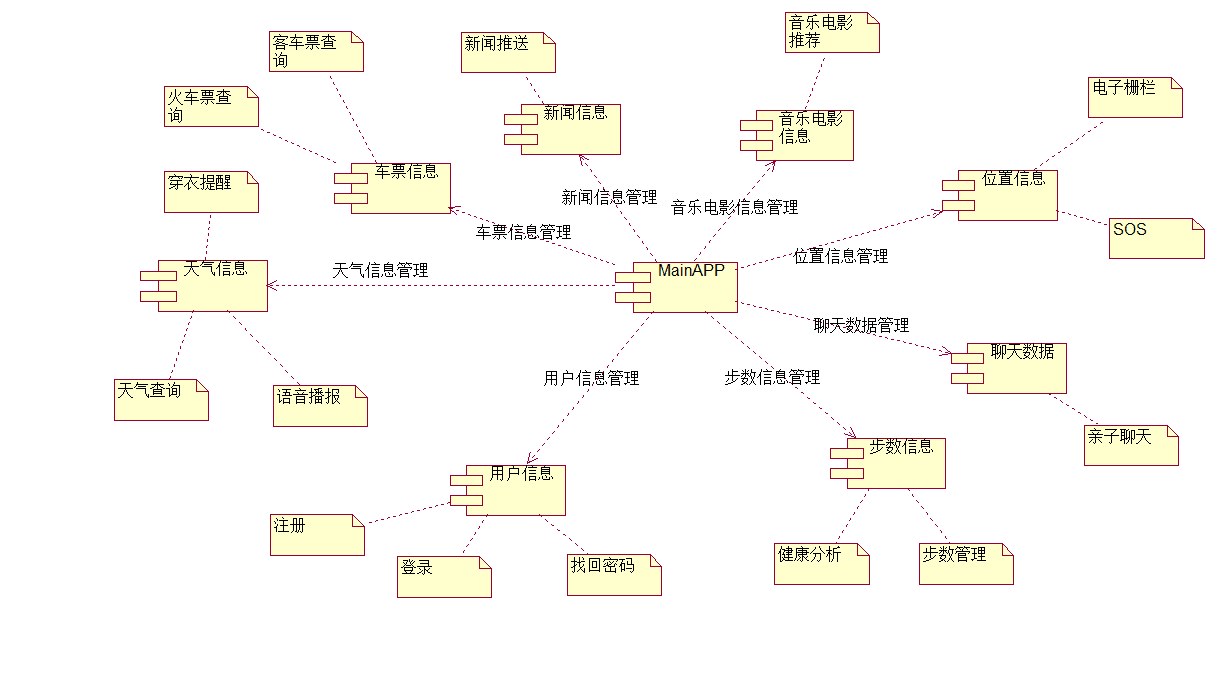 音乐电影
推荐
客车票查
询
新闻推送
电子栅栏
火车票查
询
新闻信息
音乐电影
信息
车票信息
位置信息
穿衣提醒
新闻信息管理
音乐电影信息管理
SOS
车票信息管理
位置信息管理
天气信息
天气信息管理
MainAPP
聊天数据管理
聊天数据
用户信息管理
步数信息管理
天气查询
语音播报
亲子聊天
步数信息
用户信息
注册
登录
找回密码
健康分析
步数管理